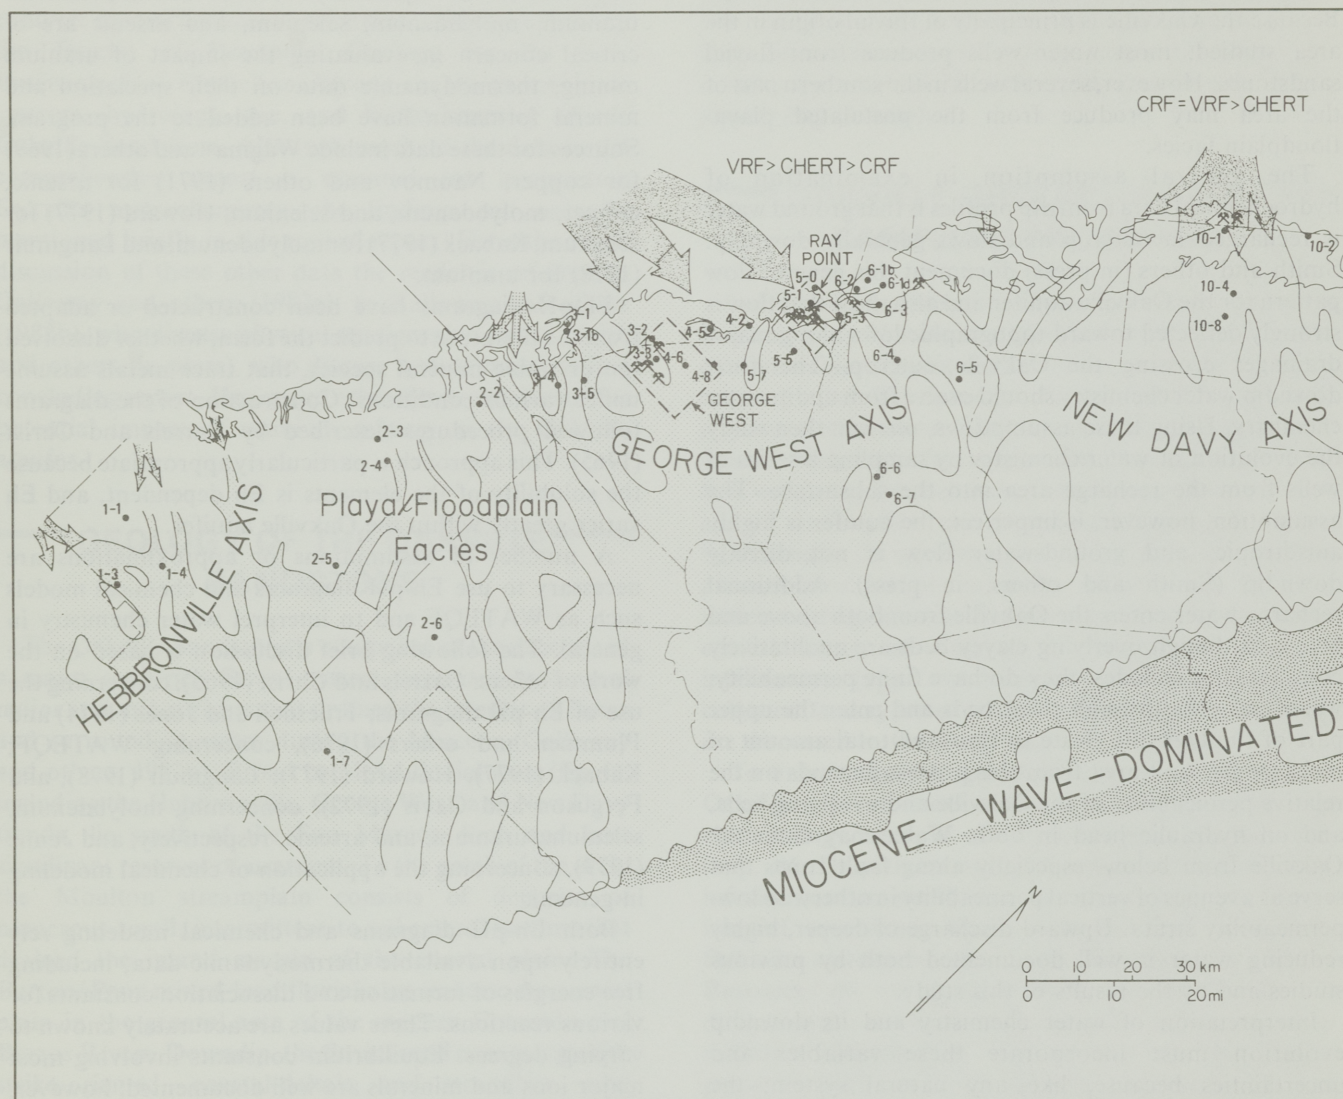 CRF = VRF > CHERT
VRF > CHERT > CRF
RAY
POINT
10-1
10-2
10-4
10-8
5-0
5-1
6-2
6-1b
6-1d
6-3
5-3
3-1
3-1b
3-2
3-3
4-5
4-2
4-6
4-8
5-7
5-6
6-4
6-5
3-4
3-5
2-2
GEORGE
WEST
NEW DAVY AXIS
GEORGE WEST AXIS
2-3
2-4
6-6
6-7
Playa/Floodplain
Facies
1-1
2-5
1-3
1-4
HEBBRONVILLE AXIS
2-6
1-7
MIOCENE WAVE-DOMINATED
0 10 20 30 km
0 10 20 mi